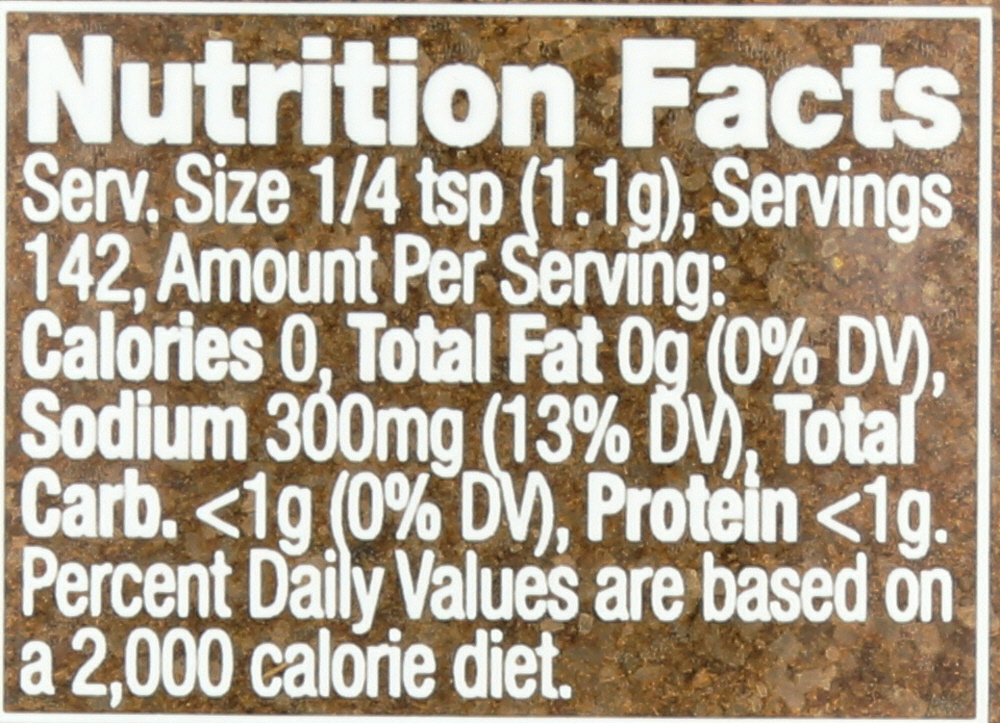 Nutrition Facts
Serv. Size 1/4 tsp (1.1g), Servings
142, Amount Per Serving:
Calories 0, Total Fat 0g (0% DV),
Sodium 300mg (13% DV), Total
Carb. <1g (0% DV), Protein <1g.
Percent Daily Values are based on
a 2,000 calorie diet.